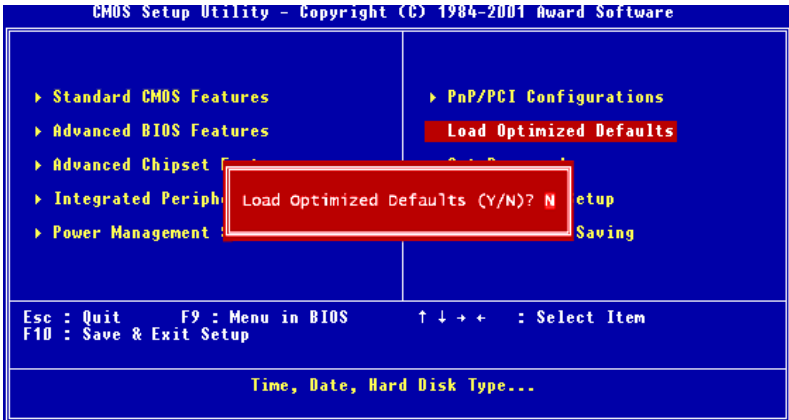 CMOS Setup Utility - Copyright (C) 1984-2001 Award Software
▸ Standard CMOS Features
▸ Advanced BIOS Features
▸ Advanced Chipset
▸ Integrated
▸ Power Management
▸ PnP/PCI Configurations
Load Optimized Defaults
Saving
Load Optimized Defaults (Y/N)? N
Esc : Quit F9 : Menu in BIOS ↑ ↓ → ← : Select Item
F10 : Save & Exit Setup
Time, Date, Hard Disk Type...